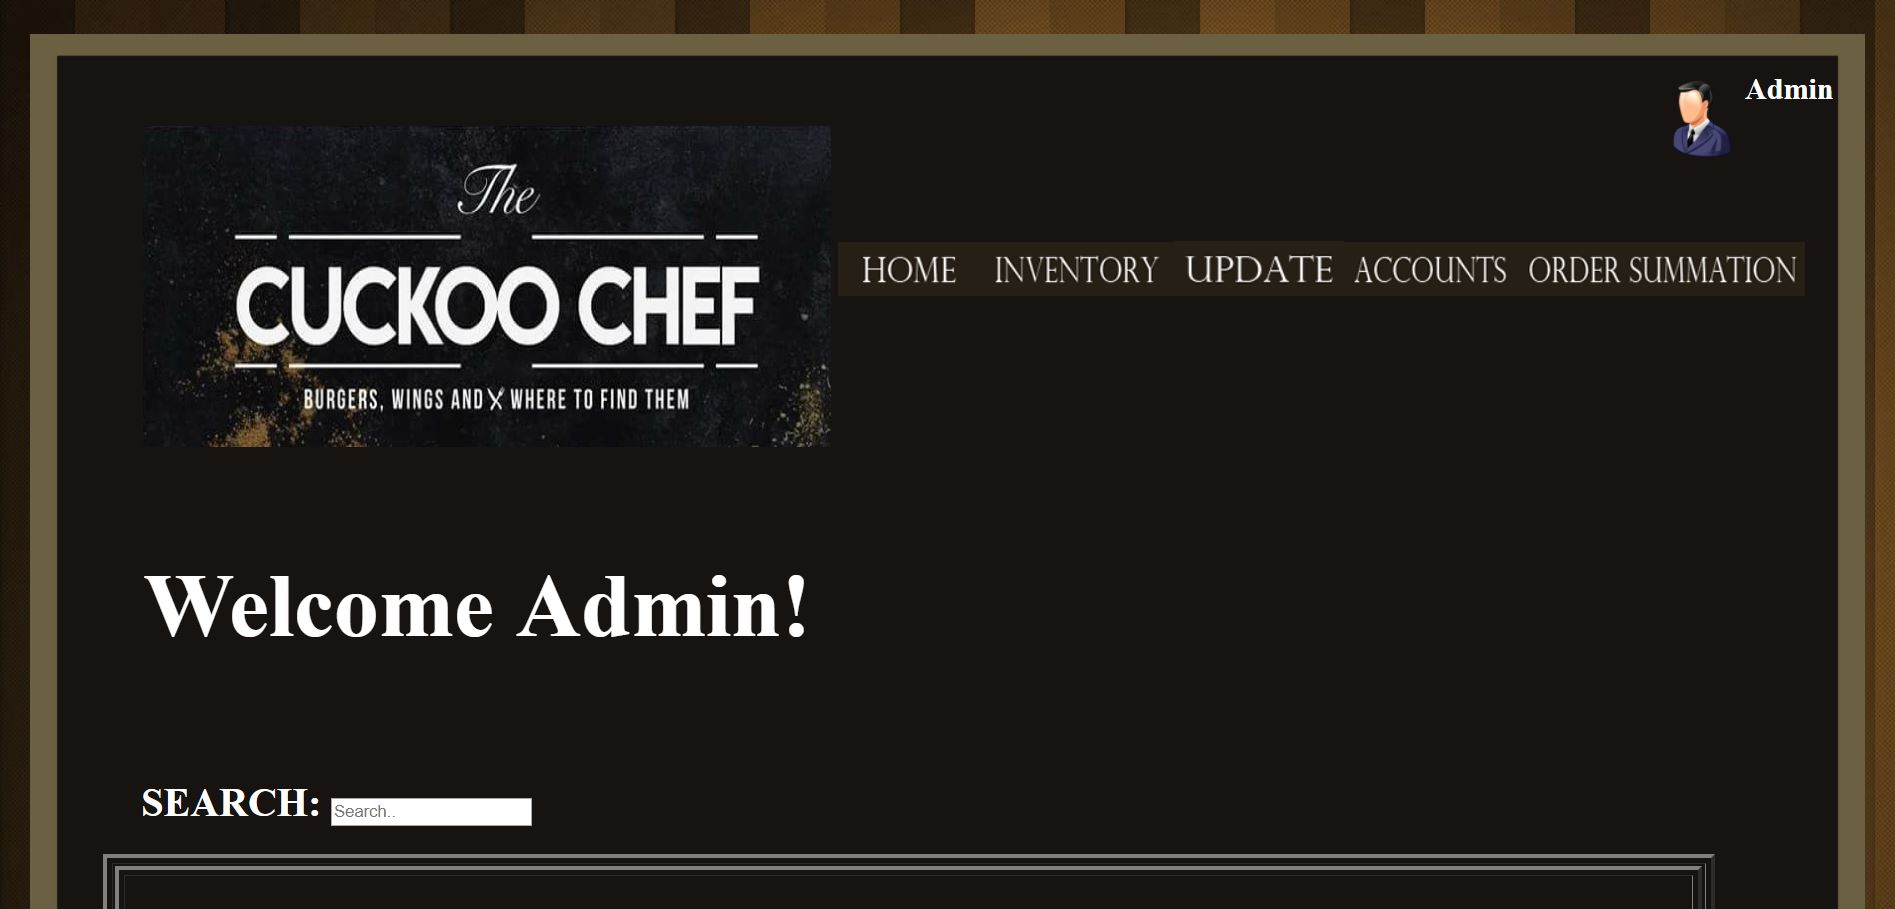 Admin
The
CUCKOO CHEF
BURGERS, WINGS AND WHERE TO FIND THEM
HOME INVENTORY UPDATE ACCOUNTS ORDER SUMMATION
Welcome Admin!
SEARCH: Search..